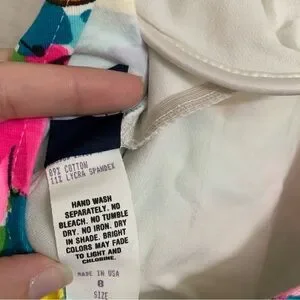 89% COTTON
11% LYCRA SPANDEX
HAND WASH
SEPARATELY. NO
BLEACH. NO TUMBLE
DRY. NO IRON. DRY
IN SHADE. BRIGHT
COLORS MAY FADE
TO LIGHT AND
CHLORINE.
MADE IN USA
8
SIZE